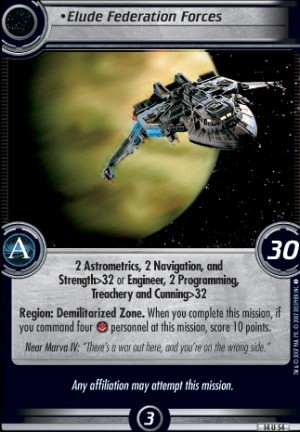 •Elude Federation Forces
A
30
2 Astrometrics, 2 Navigation, and
Strength>32 or Engineer, 2 Programming,
Treachery and Cunning>32
Region: Demilitarized Zone. When you complete this mission, if
you command four personnel at this mission, score 10 points.
Near Marva IV: "There's a war out here, and you're on the wrong side."
Any affiliation may attempt this mission.
3
14 U 54